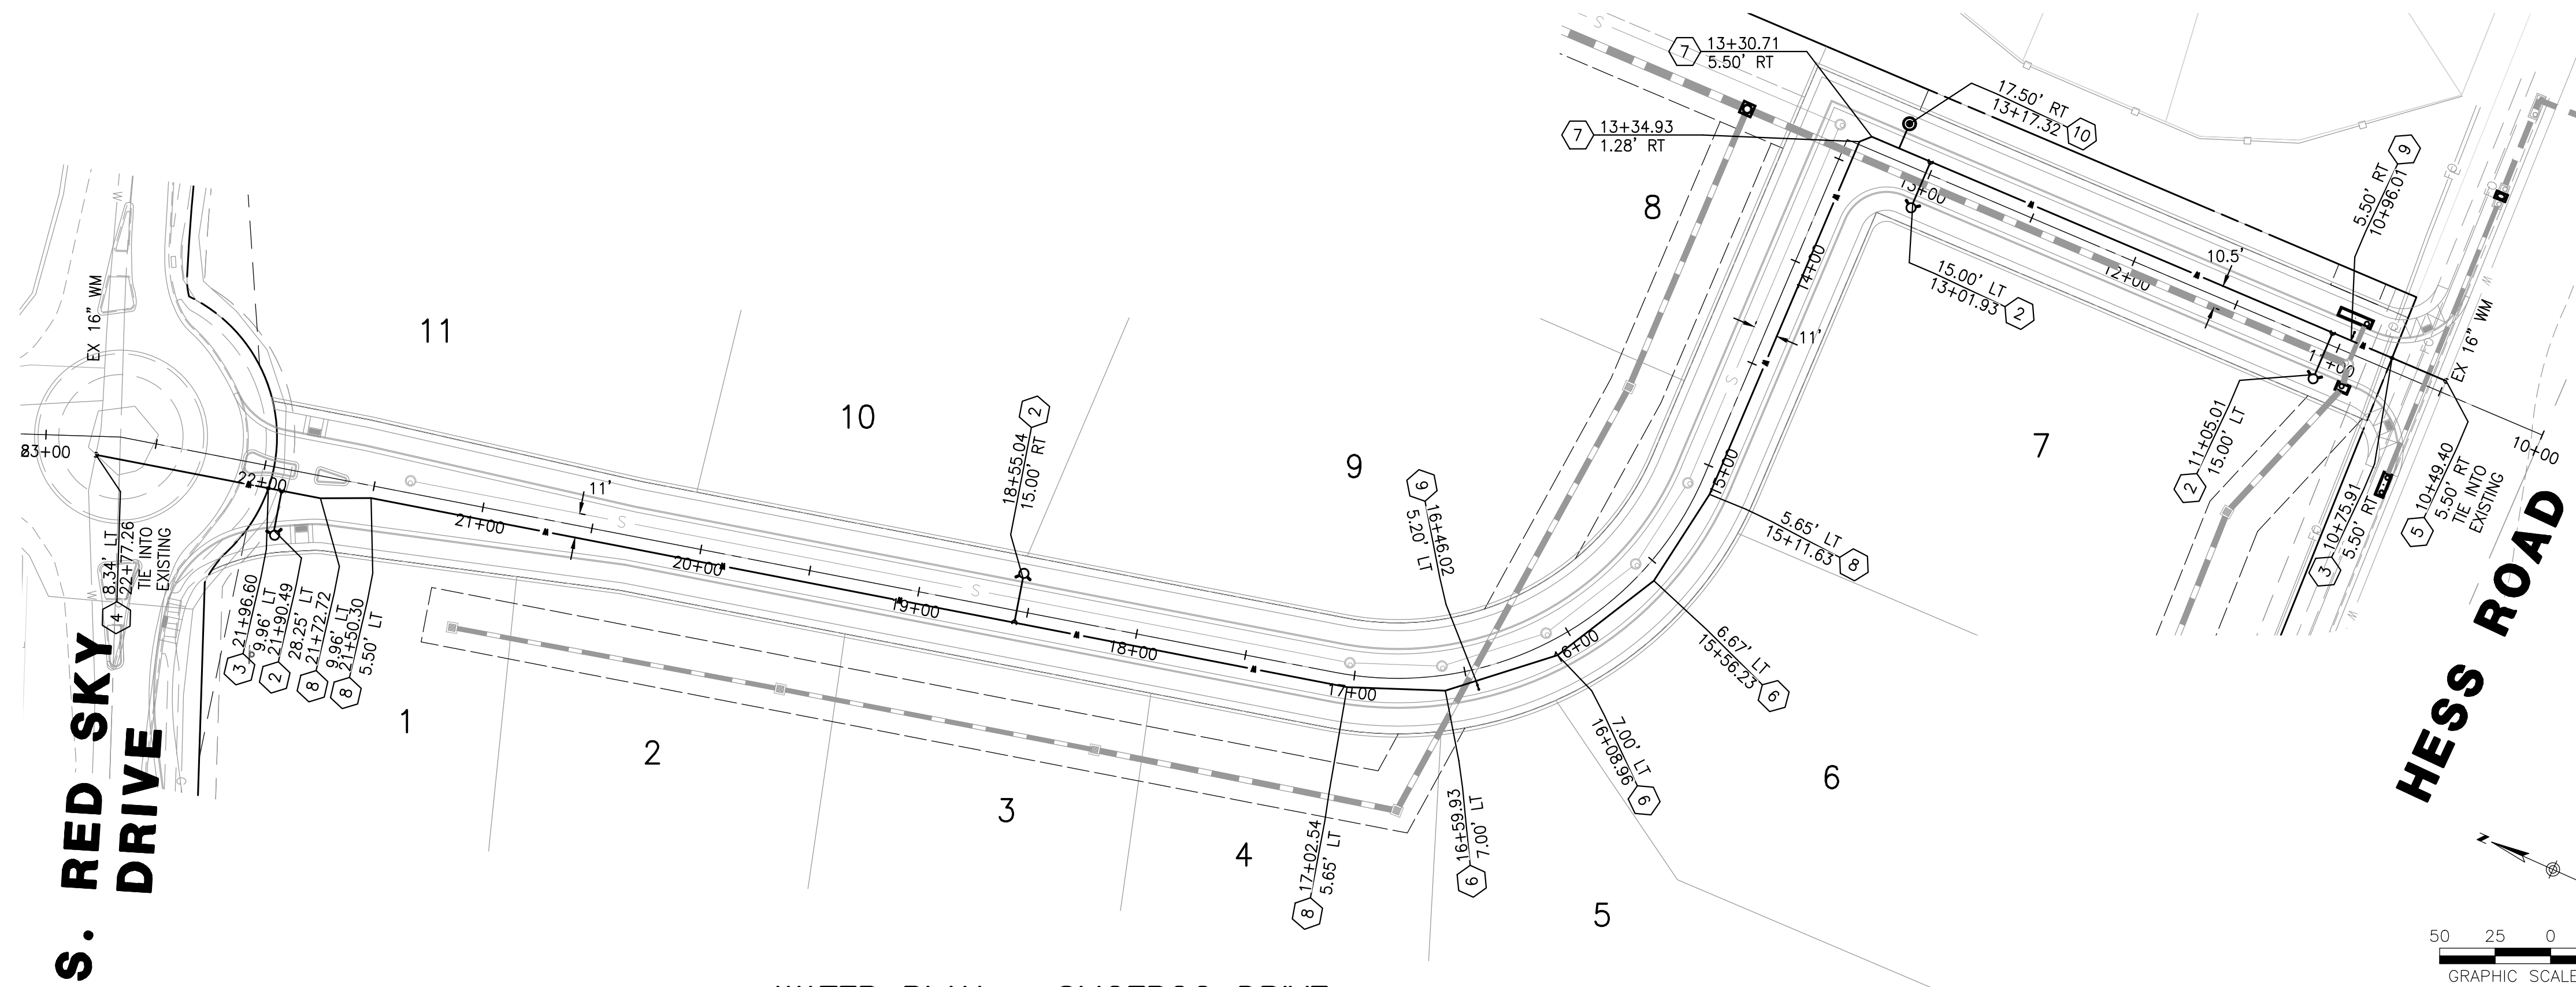 7
13+30.71
5.50' RT
17.50' RT
13+17.32
10
7
13+34.93
1.28' RT
9
5.50' RT
10+96.01
8
13+00
14+00
15.00' LT
13+01.93
2
12+00
10.5'
EX 16" WM
11'
7
2
11+05.01
15.00' LT
3
10+75.91
5.50' RT
5
10+49.40
5.50' RT
TIE INTO
EXISTING
10+00
HESS ROAD
EX 16" WM
11
10
9
23+00
22+00
21+00
20+00
19+00
18+00
17+00
16+00
15+00
11'
S
S
S
S
2
18+55.04
15.00' RT
9
16+46.02
5.20' LT
5.65' LT
15+11.63
8
6.67' LT
15+56.23
6
7.00' LT
16+08.96
6
4
8.34' LT
22+77.26
TIE INTO
EXISTING
3
21+96.60
9.96' LT
2
21+90.49
28.25' LT
8
21+72.72
9.96' LT
8
21+50.30
5.50' LT
8
17+02.54
5.65' LT
6
16+59.93
7.00' LT
1
2
3
4
5
6
S. RED SKY
DRIVE
N
50 25 0
GRAPHIC SCALE